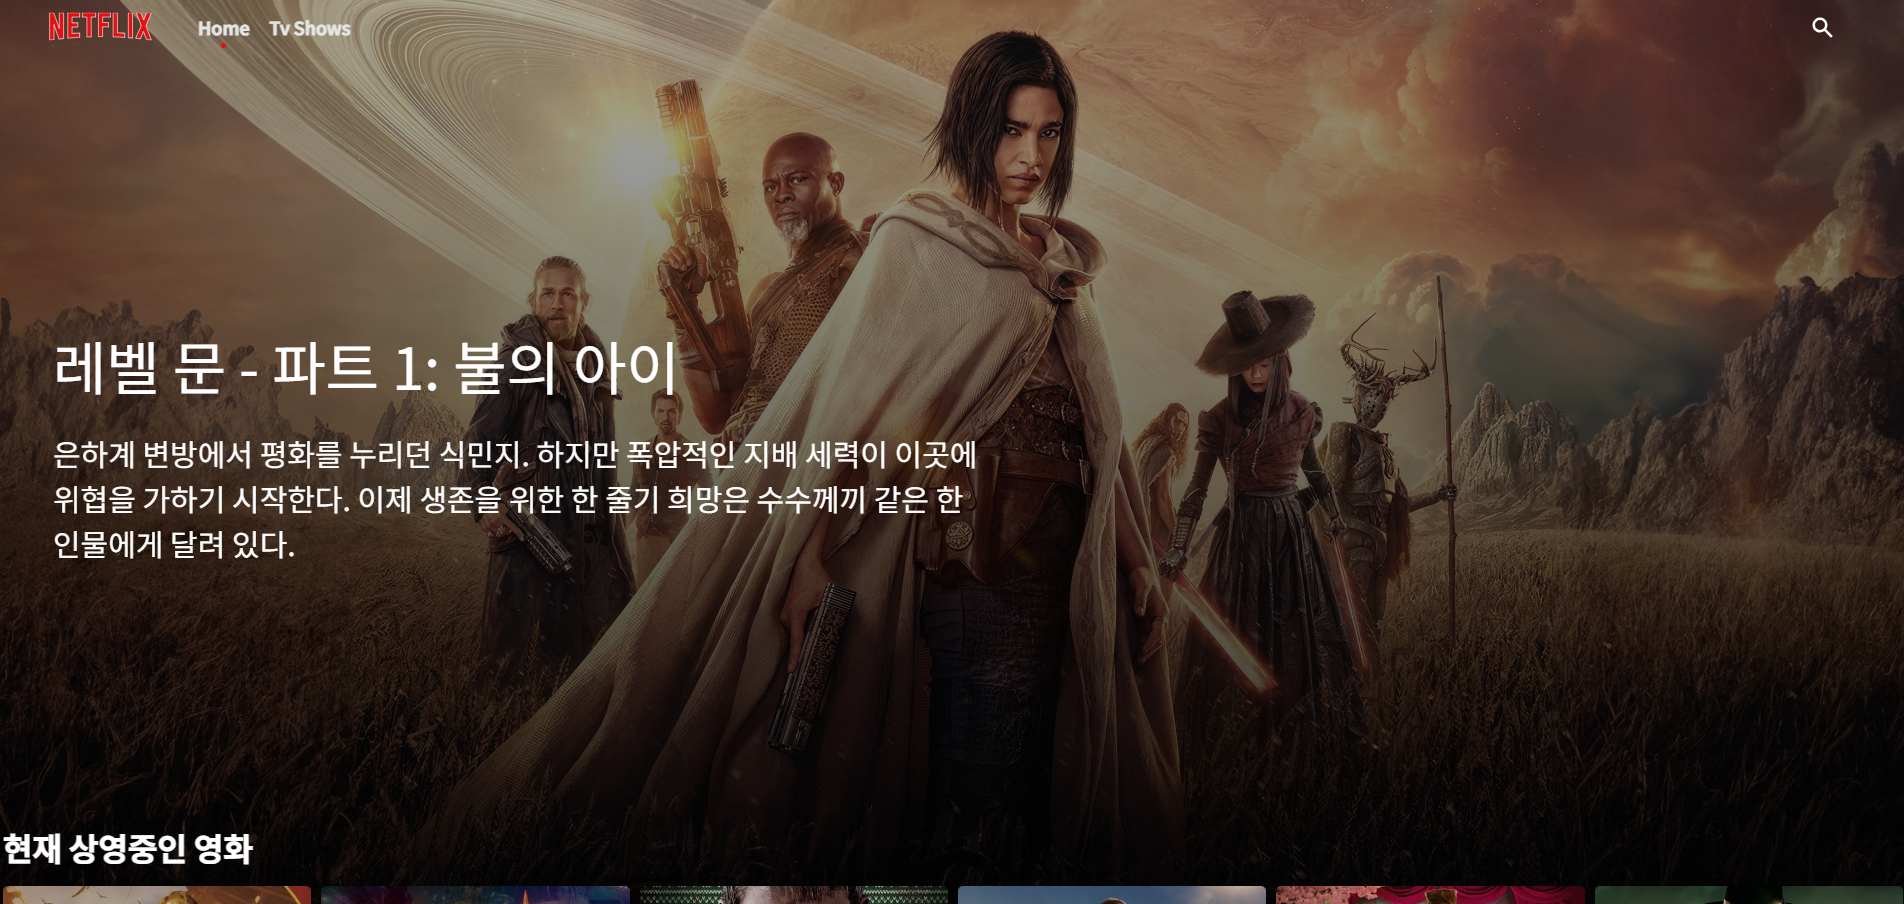 NETFLIX
Home
Tv Shows
레벨 문 - 파트 1: 불의 아이
은하계 변방에서 평화를 누리던 식민지. 하지만 폭압적인 지배 세력이 이곳에
위협을 가하기 시작한다. 이제 생존을 위한 한 줄기 희망은 수수께끼 같은 한
인물에게 달려 있다.
현재 상영중인 영화